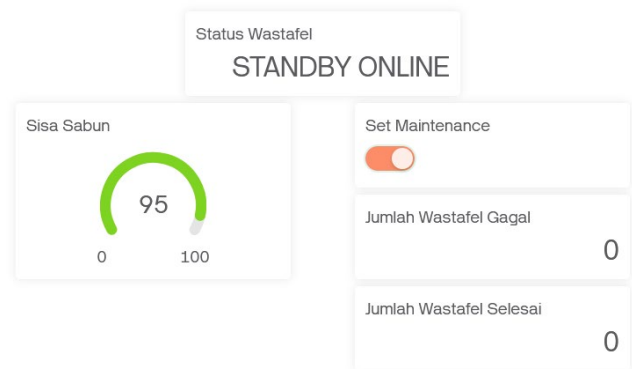 Status Wastafel
STANDBY ONLINE
Sisa Sabun
95
0 100
Set Maintenance
Jumlah Wastafel Gagal
0
Jumlah Wastafel Selesai
0